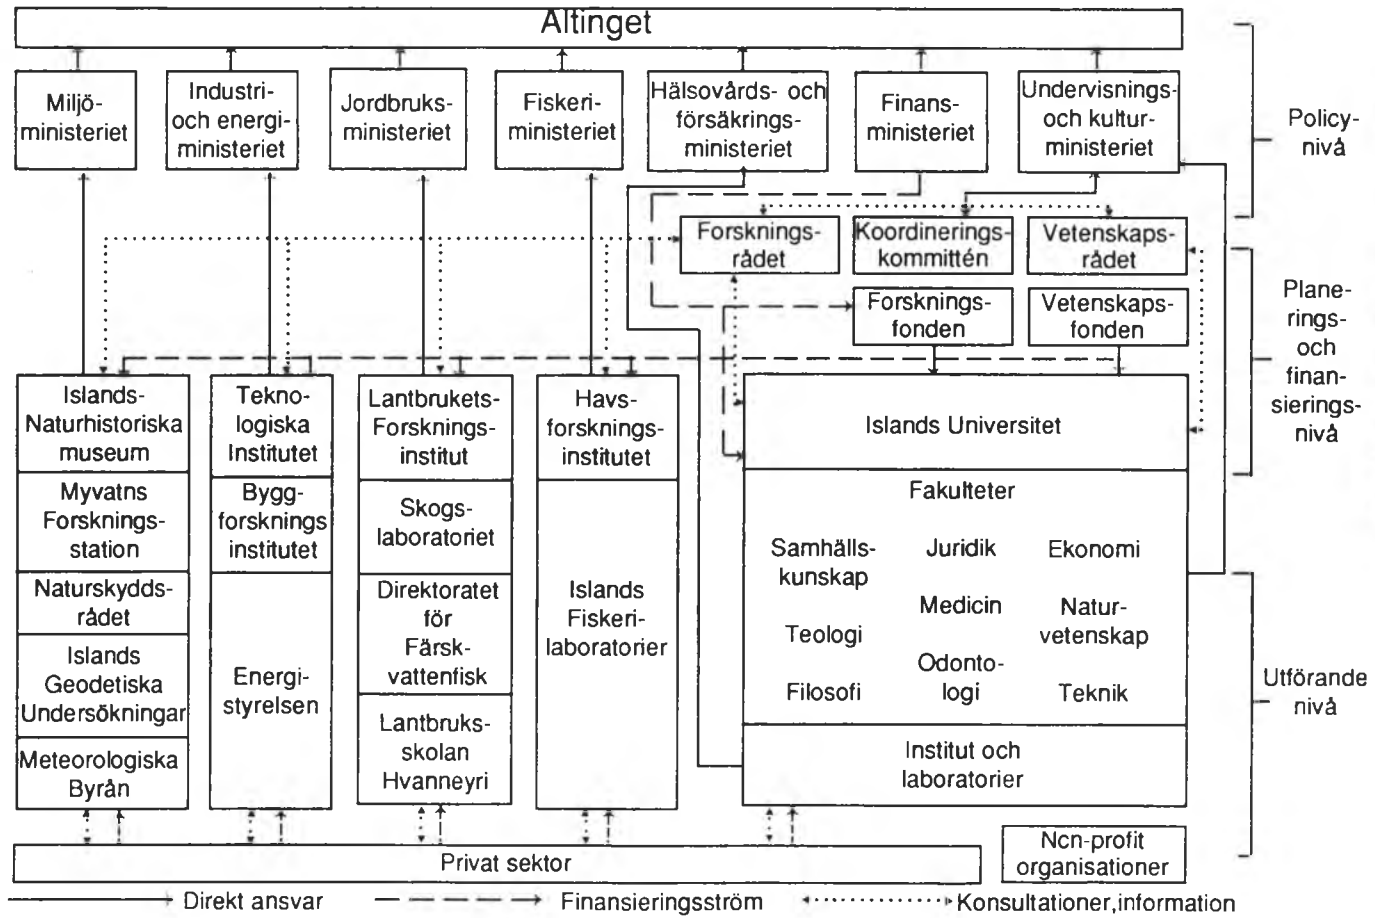 Altinget
Miljö-
ministeriet
Industri-
och energi-
ministeriet
Jordbruks-
ministeriet
Fiskeri-
ministeriet
Hälsovårds- och
försäkrings-
ministeriet
Finans-
ministeriet
Undervisnings-
och kultur-
ministeriet
Policy-
nivå
Forsknings-
rådet
Koordinerings-
kommittén
Vetenskaps-
rådet
Forsknings-
fonden
Vetenskaps-
fonden
Plane-
rings-
och
finan-
sierings-
nivå
Islands-
Naturhistoriska
museum
Myvatns
Forsknings-
station
Naturskydds-
rådet
Islands
Geodetiska
Undersökningar
Meteorologiska
Byrån
Tekno-
logiska
Institutet
Bygg-
forsknings
institutet
Energi-
styrelsen
Lantbrukets-
Forsknings-
institut
Skogs-
laboratoriet
Direktoratet
för
Färsk-
vattenfisk
Lantbruks-
skolan
Hvanneyri
Havs-
forsknings-
institutet
Islands
Fiskeri-
laboratorier
Islands Universitet
Fakulteter
Samhälls-
kunskap
Juridik
Ekonomi
Medicin
Natur-
vetenskap
Teologi
Odonto-
logi
Filosofi
Teknik
Institut och
laboratorier
Utförande
nivå
Privat sektor
Ncn-profit
organisationer
Direkt ansvar
Finansieringsström
Konsultationer,information